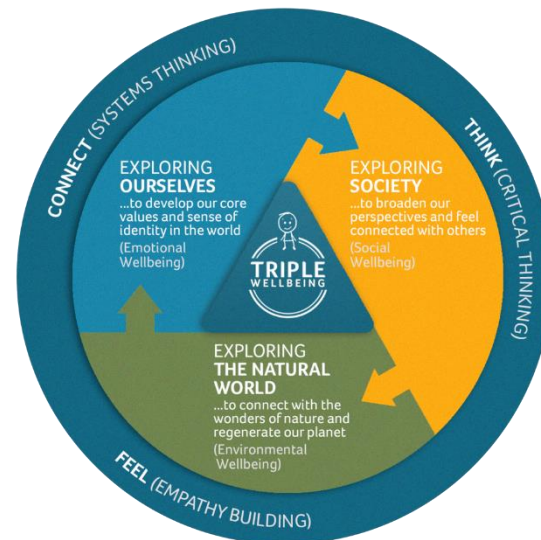 CONNECT (SYSTEMS THINKING)
THINK (CRITICAL THINKING)
EXPLORING
OURSELVES
...to develop our core
values and sense of
identity in the world
(Emotional
Wellbeing)
EXPLORING
SOCIETY
...to broaden our
perspectives and feel
connected with others
(Social
Wellbeing)
TRIPLE
WELLBEING
EXPLORING
THE NATURAL
WORLD
...to connect with the
wonders of nature and
regenerate our planet
(Environmental
Wellbeing)
FEEL (EMPATHY BUILDING)